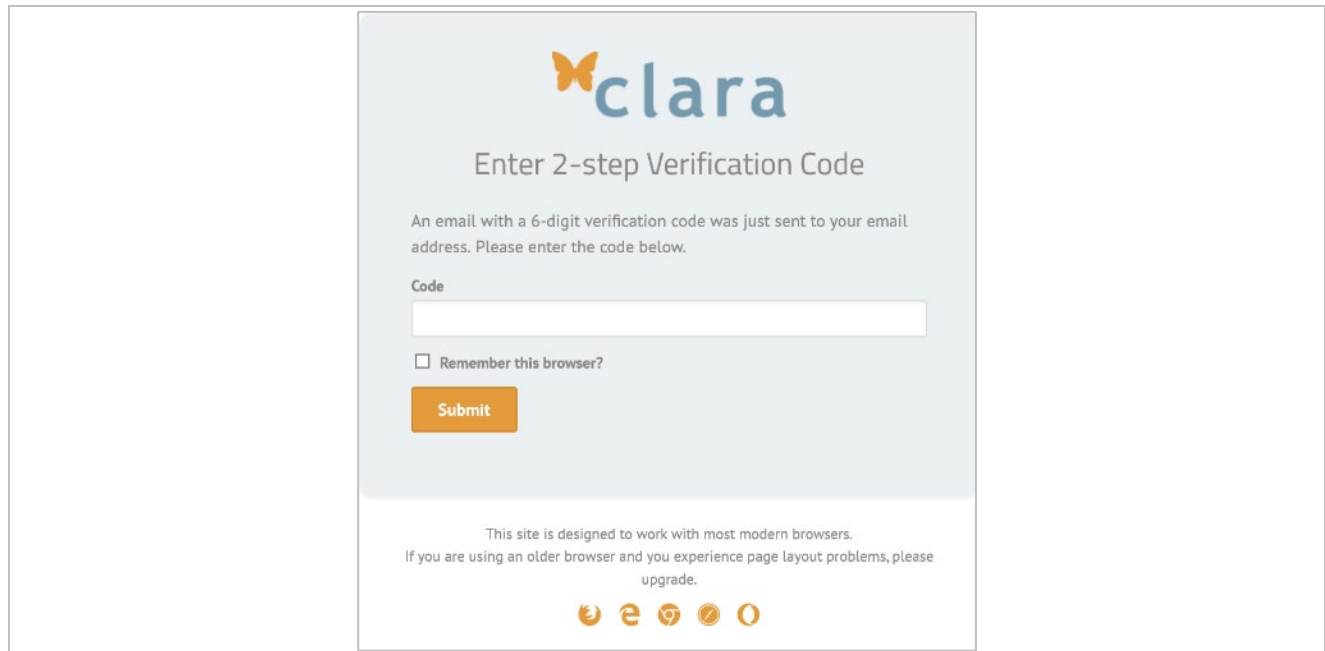 clara
Enter 2-step Verification Code
An email with a 6-digit verification code was just sent to your email
address. Please enter the code below.
Code
Remember this browser?
Submit
This site is designed to work with most modern browsers.
If you are using an older browser and you experience page layout problems, please
upgrade.